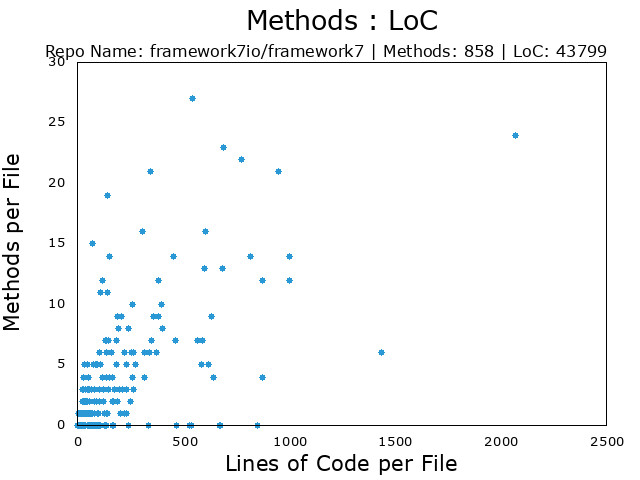 Methods : LoC
Repo Name: framework7io/framework7 | Methods: 858 | LoC: 43799
30
25
20
15
10
5
0
Methods per File
0 500 1000 1500 2000 2500
Lines of Code per File